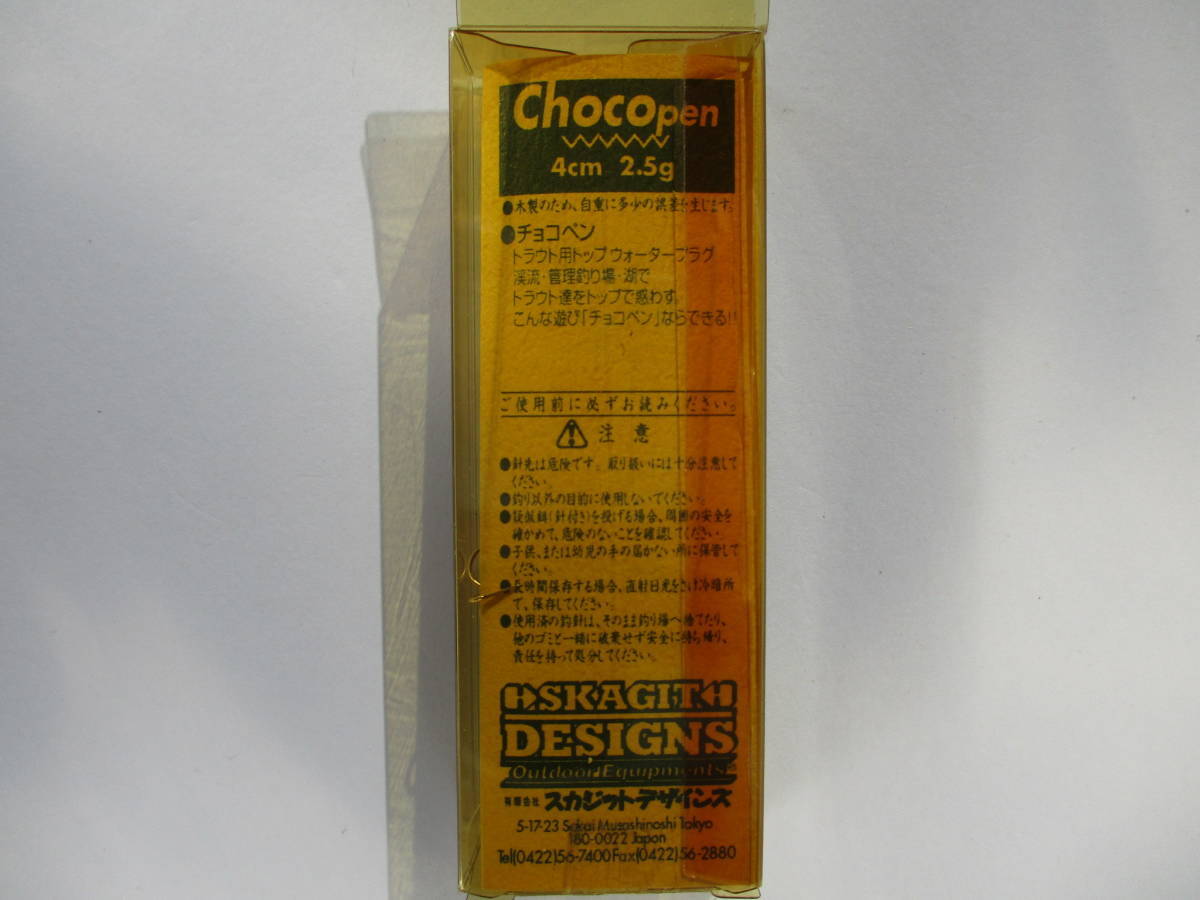 Chocopen
4cm 2.5g
●木製のため、自重に多少の誤差を生じます。
●チョコペン
トラウト用トップウォータープラグ
渓流・管理釣り場・湖で
トラウト達をトップで惑わす。
こんな遊び「チョコペン」ならできる!!
ご使用前に必ずお読みください。
注意
●針先は危険です。取り扱いには十分注意して
ください。
●釣り以外の目的に使用しないでください。
●疑似餌(針付き)を投げる場合、周囲の安全を
確かめて、危険のないことを確認してください。
●子供、または幼児の手の届かない所に保管して
ください。
●長時間保存する場合、直射日光をさけ冷暗所
で、保存してください。
●使用済の釣針は、そのまま釣り場へ捨てたり、
他のゴミと一緒に破棄せず安全に持ち帰り、
責任を持って処分してください。
SKAGIT
DESIGNS
Outdoor Equipments
有限会社 スカジットデザインズ
5-17-23 Sakai Musashinoshi Tokyo
180-0022 Japan
Tel(0422)56-7400 Fax(0422)56-2880